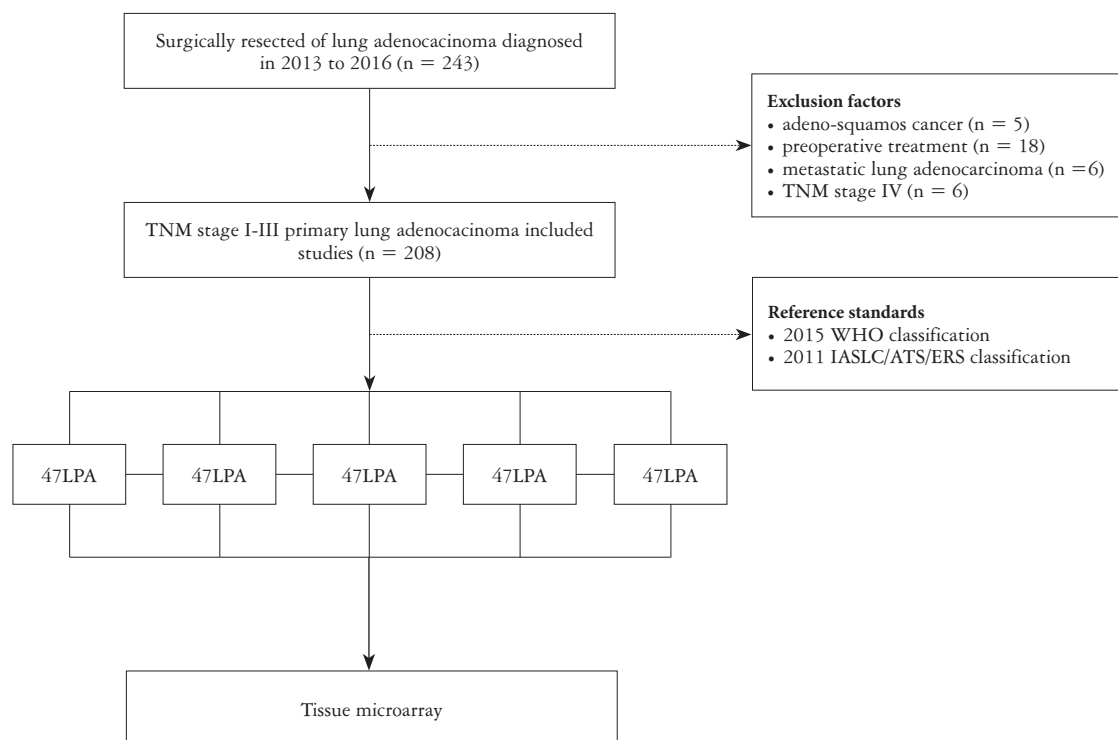 Surgically resected of lung adenocacinoma diagnosed
in 2013 to 2016 (n = 243)
Exclusion factors
• adeno-squamos cancer (n = 5)
• preoperative treatment (n = 18)
• metastatic lung adenocarcinoma (n =6)
• TNM stage IV (n = 6)
TNM stage I-III primary lung adenocacinoma included
studies (n = 208)
Reference standards
• 2015 WHO classification
• 2011 IASLC/ATS/ERS classification
47LPA
47LPA
47LPA
47LPA
47LPA
Tissue microarray